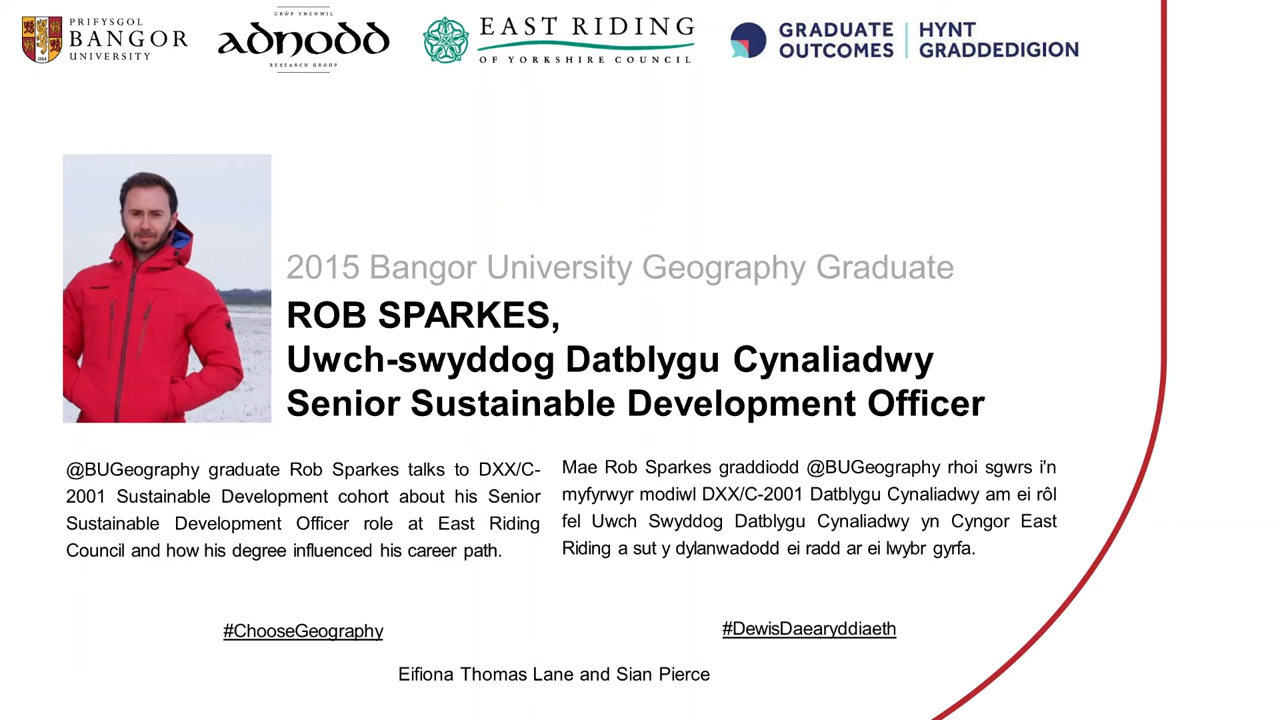 PRIFYSGOL
BANGOR
UNIVERSITY
GRŴP YMCHWIL
adnodd
RESEARCH GROUP
EAST RIDING
OF YORKSHIRE COUNCIL
GRADUATE
OUTCOMES
HYNT
GRADDEDIGION
2015 Bangor University Geography Graduate
ROB SPARKES,
Uwch-swyddog Datblygu Cynaliadwy
Senior Sustainable Development Officer
@BUGeography graduate Rob Sparkes talks to DXX/C-
2001 Sustainable Development cohort about his Senior
Sustainable Development Officer role at East Riding
Council and how his degree influenced his career path.
#ChooseGeography
Mae Rob Sparkes graddiodd @BUGeography rhoi sgwrs i'n
myfyrwyr modiwl DXX/C-2001 Datblygu Cynaliadwy am ei rôl
fel Uwch Swyddog Datblygu Cynaliadwy yn Cyngor East
Riding a sut y dylanwadodd ei radd ar ei lwybr gyrfa.
#DewisDaearyddiaeth
Eifiona Thomas Lane and Sian Pierce